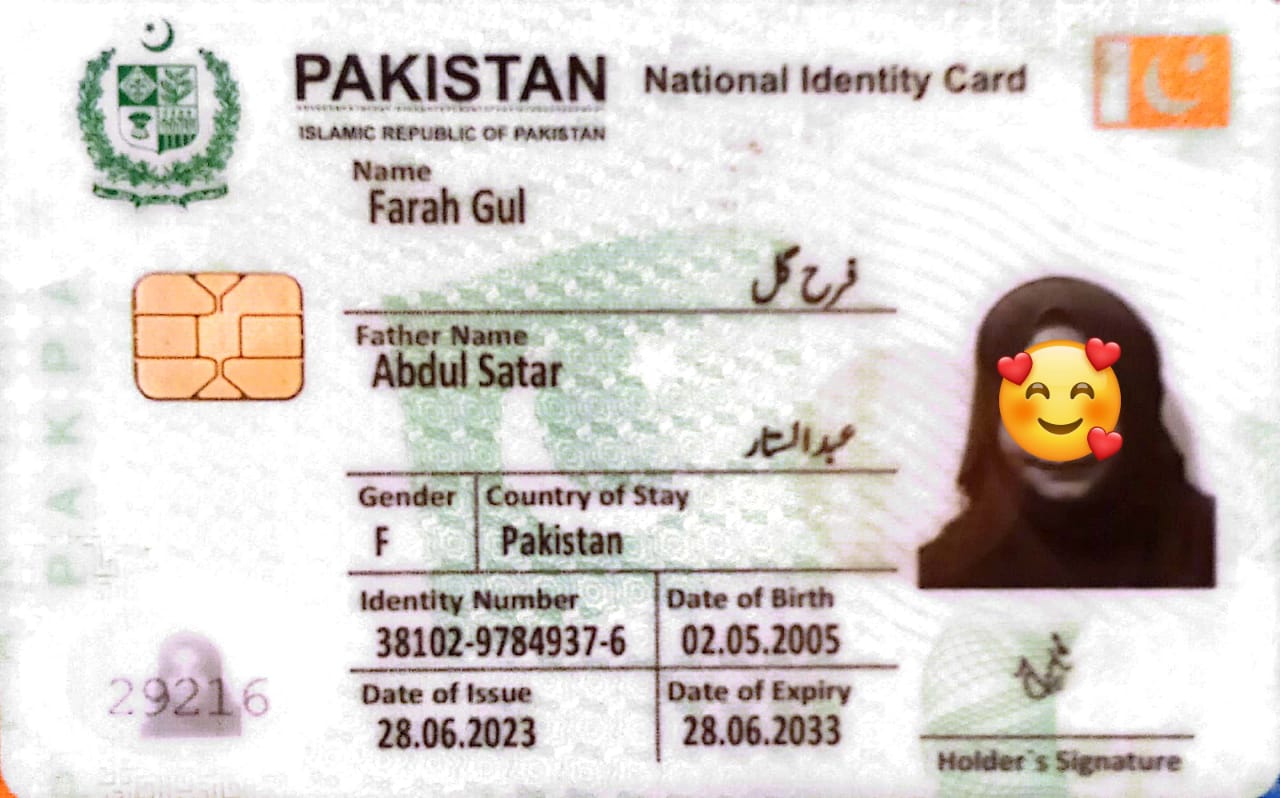 PAKISTAN National Identity Card
ISLAMIC REPUBLIC OF PAKISTAN
Name
Farah Gul
فرح گل
Father Name
Abdul Satar
عبدالستار
Gender Country of Stay
F Pakistan
Identity Number Date of Birth
38102-9784937-6 02.05.2005
Date of Issue Date of Expiry
28.06.2023 28.06.2033
29216
Holder`s Signature